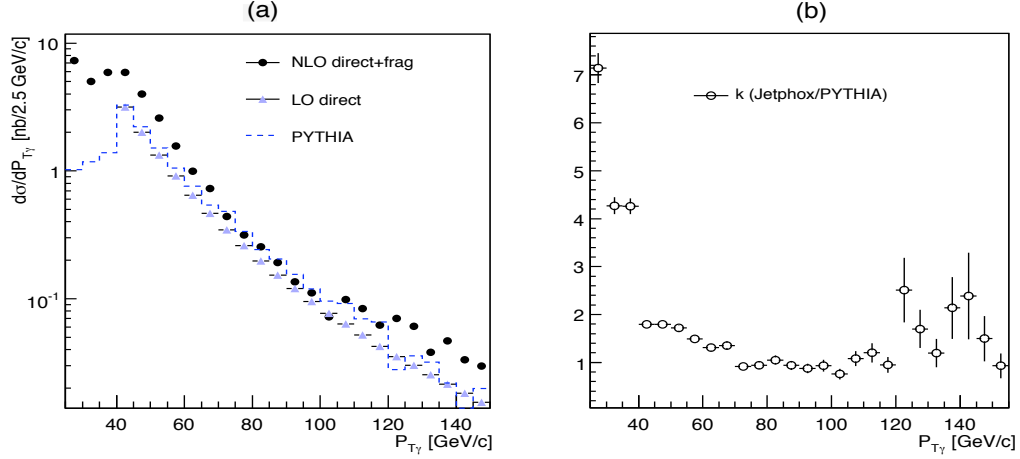 (a)
dσ/dP_Tγ [nb/2.5 GeV/c]
10
1
10⁻¹
NLO direct+frag
LO direct
PYTHIA
40 60 80 100 120 140
P_Tγ [GeV/c]
(b)
7
6
5
4
3
2
1
k (Jetphox/PYTHIA)
40 60 80 100 120 140
P_Tγ [GeV/c]